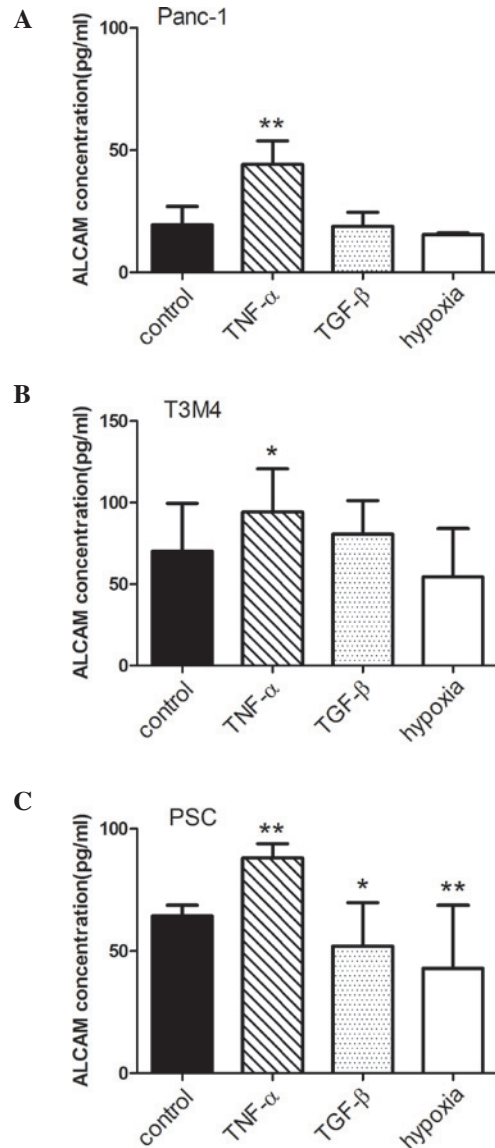 A
Panc-1
ALCAM concentration(pg/ml)
100
50
0
**
control
TNF-α
TGF-β
hypoxia
B
T3M4
ALCAM concentration(pg/ml)
150
100
50
0
*
control
TNF-α
TGF-β
hypoxia
C
PSC
ALCAM concentration(pg/ml)
100
50
0
**
*
**
control
TNF-α
TGF-β
hypoxia